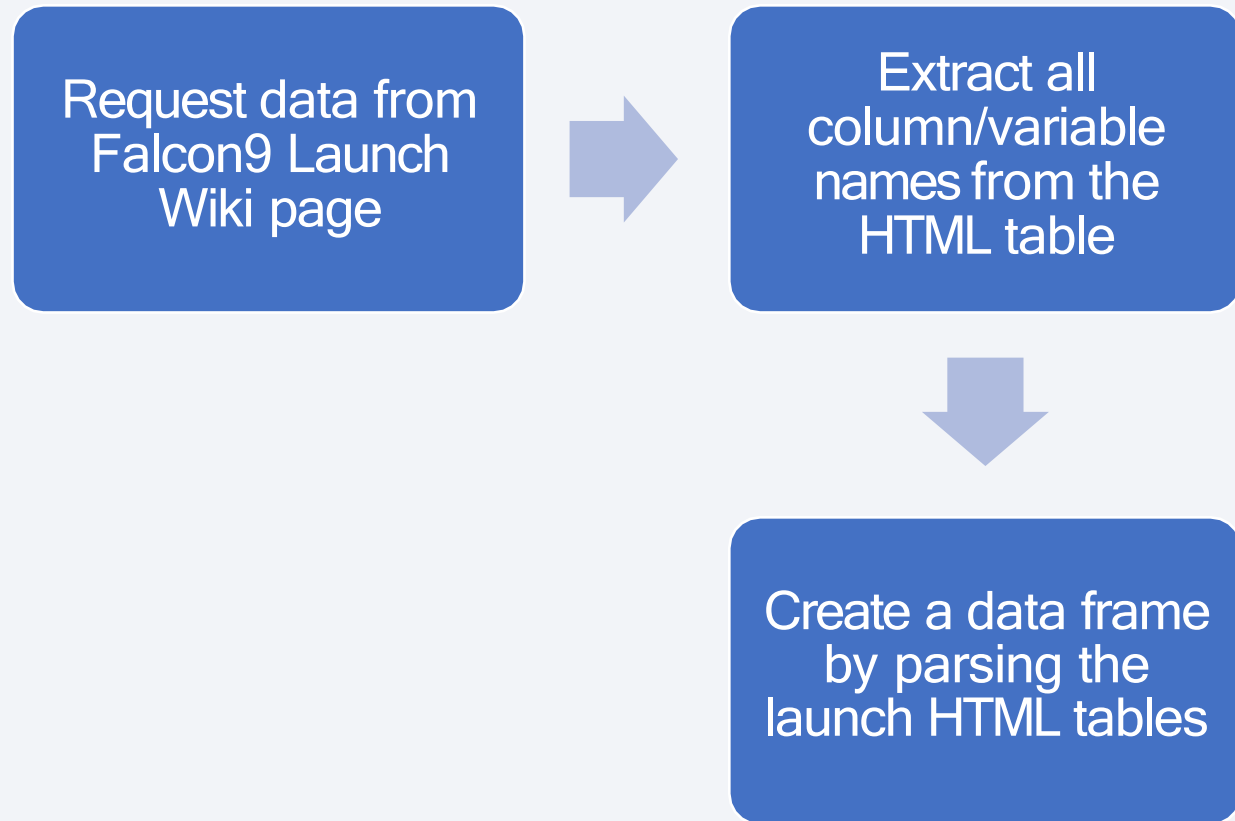 Request data from
Falcon9 Launch
Wiki page
Extract all
column/variable
names from the
HTML table
Create a data frame
by parsing the
launch HTML tables